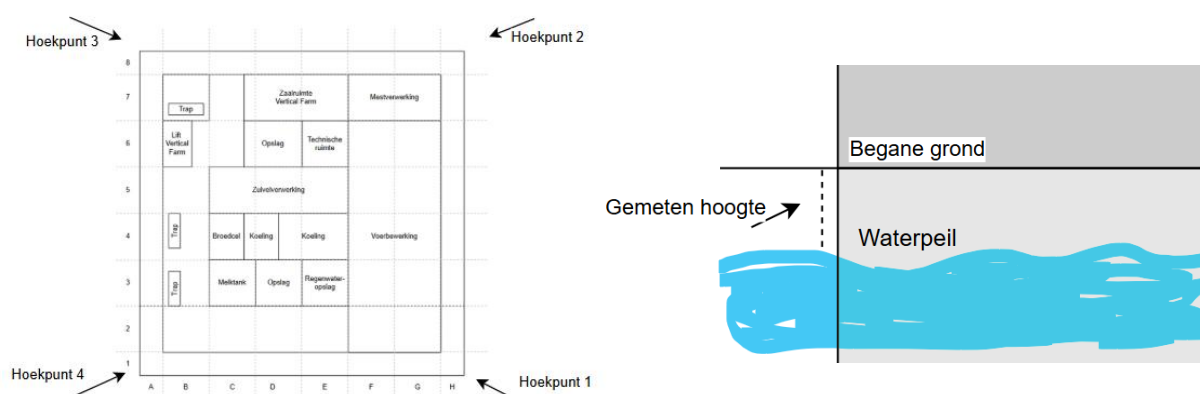 Hoekpunt 3
Hoekpunt 2
8
7
Trap
Zaalruimte
Vertical Farm
Mestverwerking
6
Lift
Vertical
Farm
Opslag
Technische
ruimte
5
Zuivelverwerking
4
Trap
Broedcel
Koeling
Koeling
Voerbewerking
3
Trap
Melktank
Opslag
Regenwater-
opslag
2
1
A B C D E F G H
Hoekpunt 4
Hoekpunt 1
Begane grond
Gemeten hoogte
Waterpeil